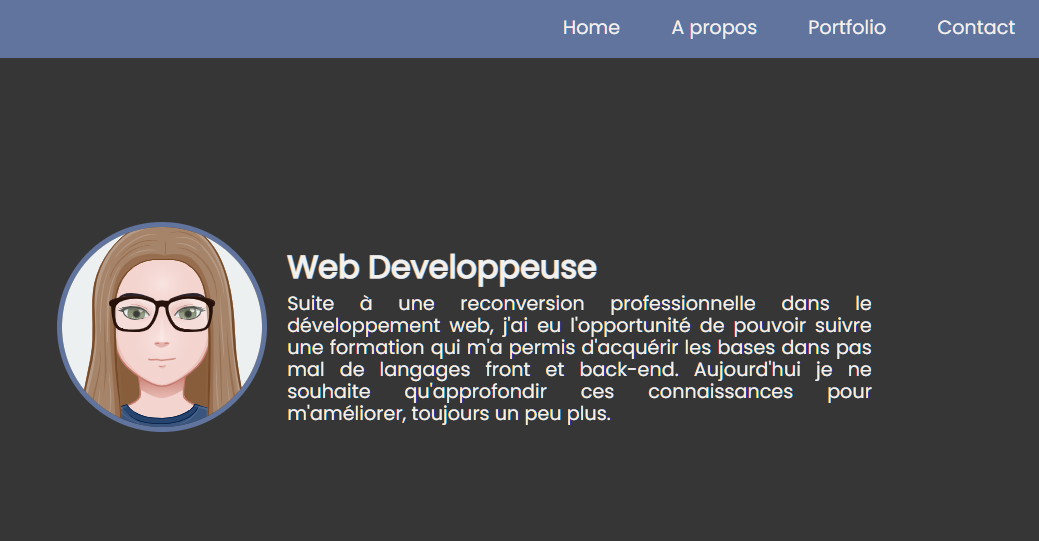 Home A propos Portfolio Contact
Web Developpeuse
Suite à une reconversion professionnelle dans le
développement web, j'ai eu l'opportunité de pouvoir suivre
une formation qui m'a permis d'acquérir les bases dans pas
mal de langages front et back-end. Aujourd'hui je ne
souhaite qu'approfondir ces connaissances pour
m'améliorer, toujours un peu plus.